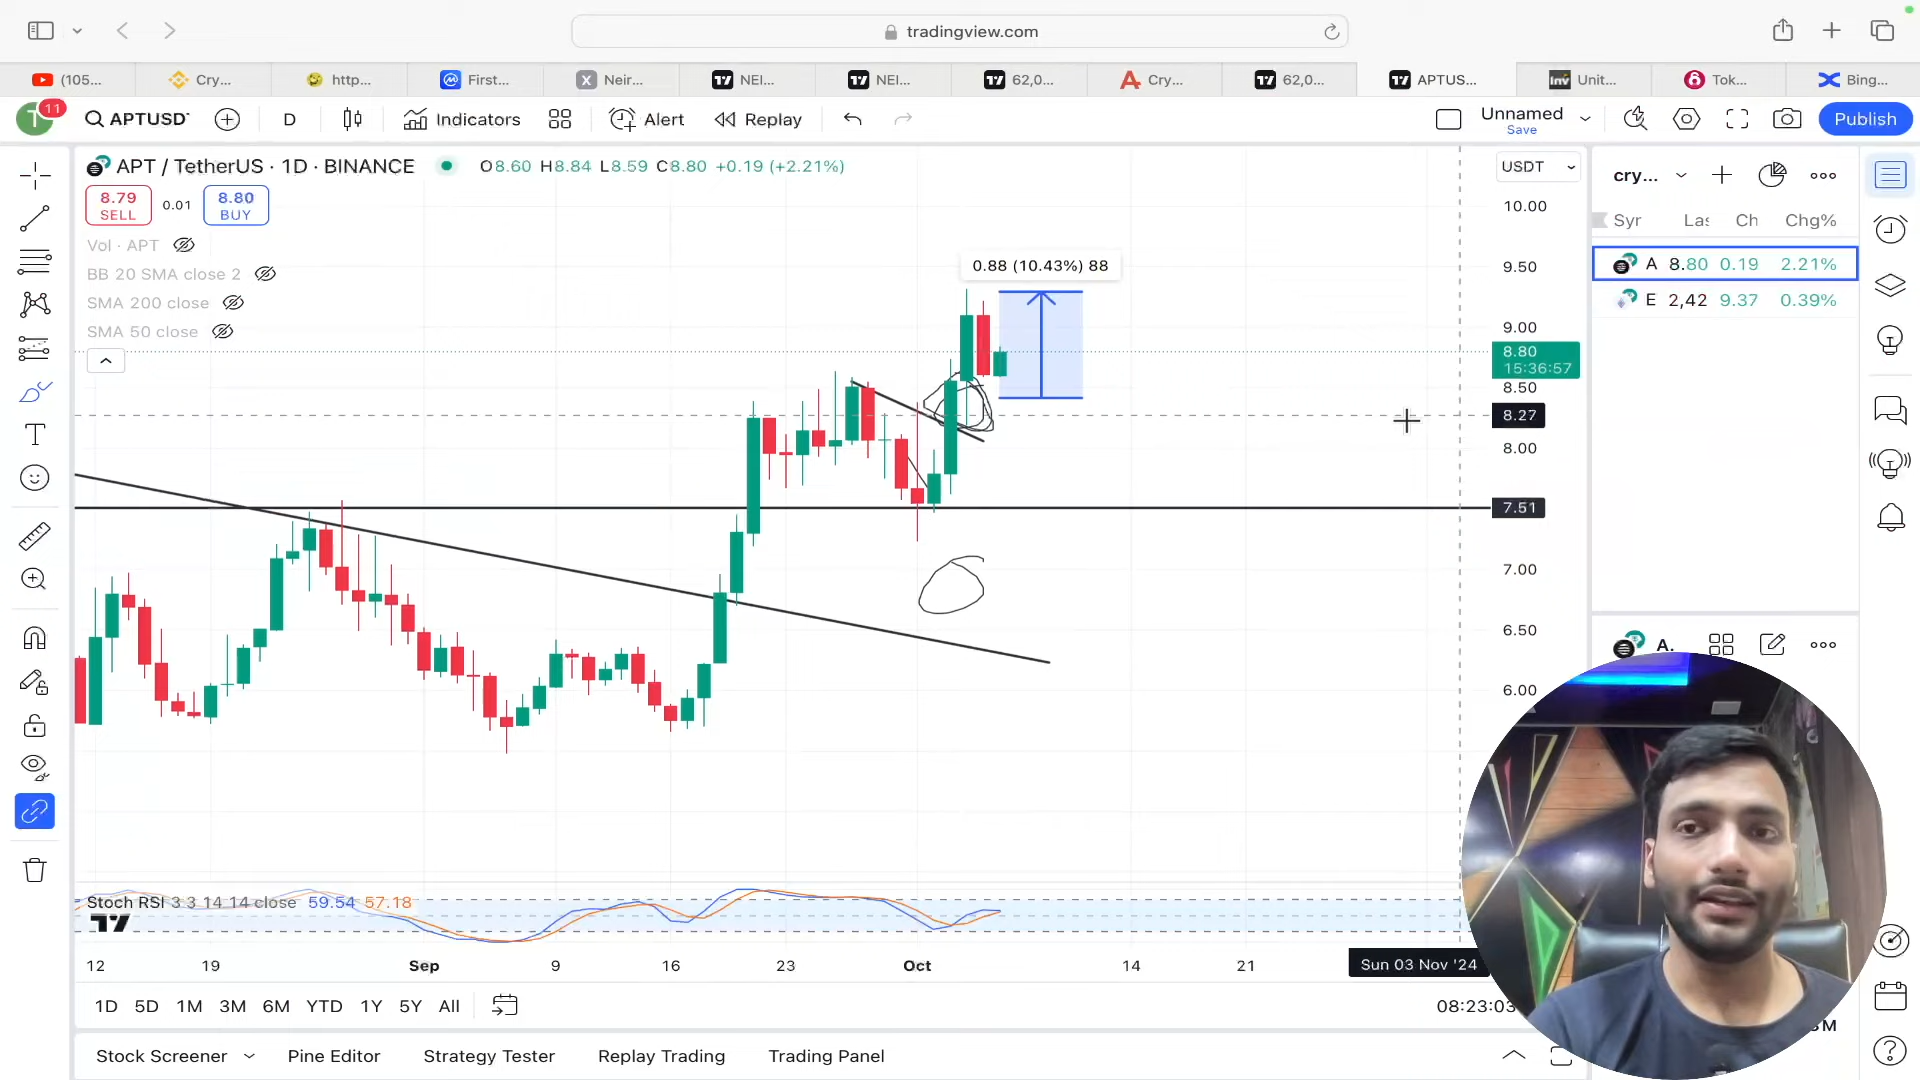 tradingview.com
(105...
Cry...
http...
First...
Neir...
NEI...
NEI...
62,0...
Cry...
62,0...
APTUS...
Unit...
Tok...
Bing...
T 11
APTUSD
D
Indicators
Alert
Replay
Unnamed
Save
Publish
APT / TetherUS · 1D · BINANCE
O8.60 H8.84 L8.59 C8.80 +0.19 (+2.21%)
8.79
SELL
0.01
8.80
BUY
Vol · APT
BB 20 SMA close 2
SMA 200 close
SMA 50 close
0.88 (10.43%) 88
USDT
10.00
9.50
9.00
8.80
15:36:57
8.50
8.27
8.00
7.51
7.00
6.50
6.00
cry...
Syr Las Ch Chg%
A 8.80 0.19 2.21%
E 2,42 9.37 0.39%
A.
Stoch RSI 3 3 14 14 close 59.54 57.18
12 19 Sep 9 16 23 Oct 14 21
Sun 03 Nov '24
1D 5D 1M 3M 6M YTD 1Y 5Y All
08:23:03
Stock Screener
Pine Editor
Strategy Tester
Replay Trading
Trading Panel